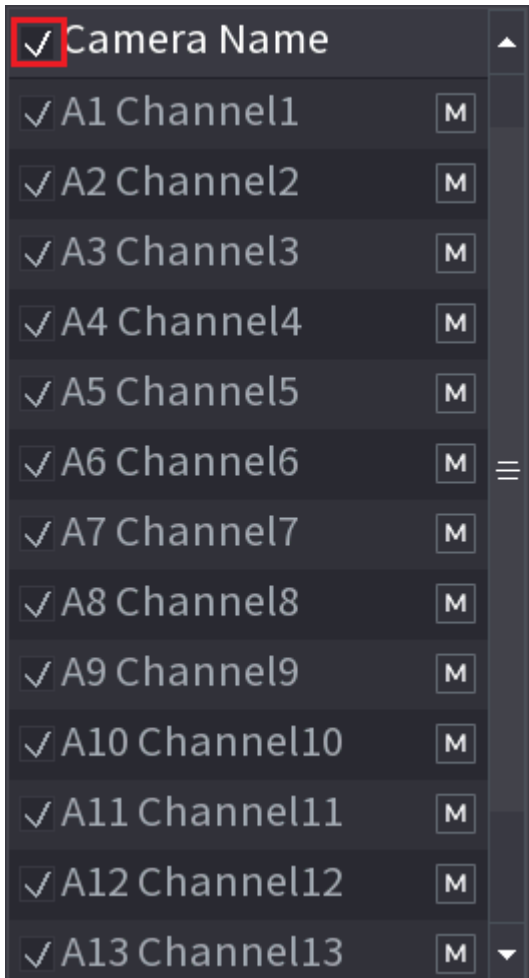 Camera Name
A1 Channel1 M
A2 Channel2 M
A3 Channel3 M
A4 Channel4 M
A5 Channel5 M
A6 Channel6 M
A7 Channel7 M
A8 Channel8 M
A9 Channel9 M
A10 Channel10 M
A11 Channel11 M
A12 Channel12 M
A13 Channel13 M